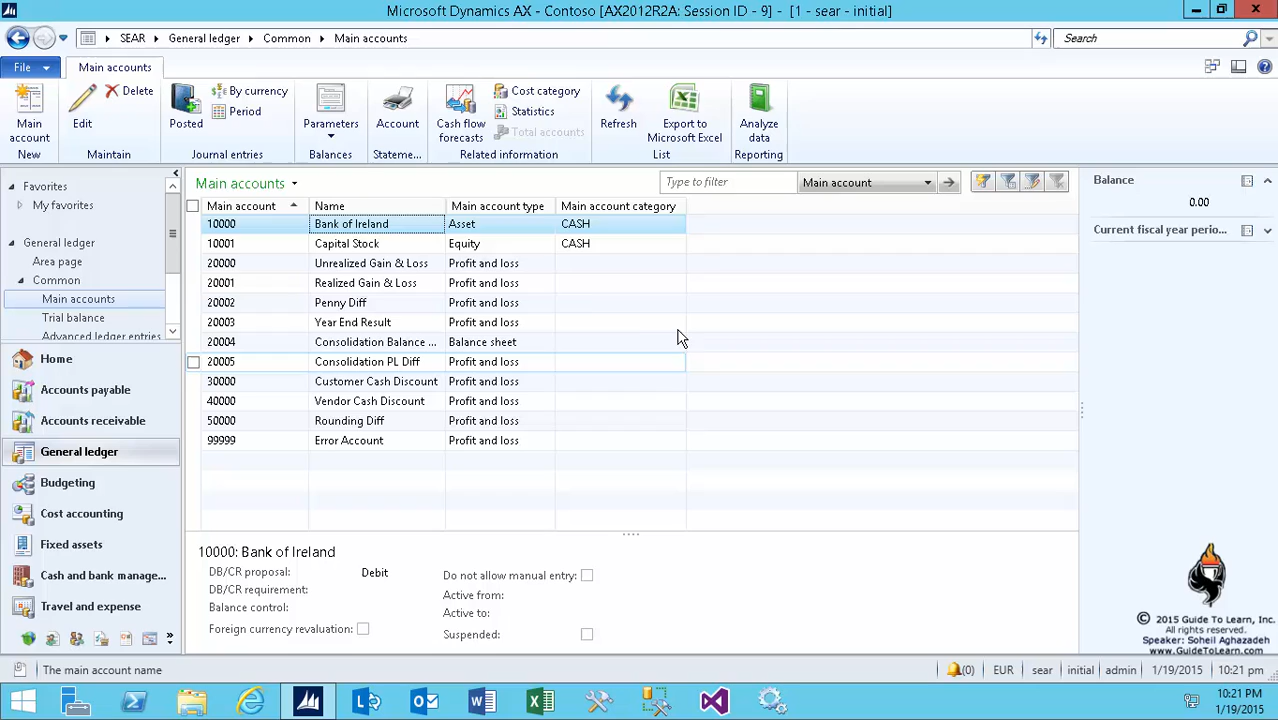 Microsoft Dynamics AX - Contoso [AX2012R2A: Session ID - 9] - [1 - sear - initial]
SEAR General ledger Common Main accounts Search
File Main accounts
Main account New
Delete
Edit
Maintain
Posted
By currency
Period
Journal entries
Parameters
Balances
Account
Stateme...
Cash flow forecasts
Cost category
Statistics
Total accounts
Related information
Refresh
Export to Microsoft Excel
List
Analyze data
Reporting
Favorites
My favorites
General ledger
Area page
Common
Main accounts
Trial balance
Advanced ledger entries
Home
Accounts payable
Accounts receivable
General ledger
Budgeting
Cost accounting
Fixed assets
Cash and bank manage...
Travel and expense
Main accounts Type to filter Main account
Main account Name Main account type Main account category
10000 Bank of Ireland Asset CASH
10001 Capital Stock Equity CASH
20000 Unrealized Gain & Loss Profit and loss
20001 Realized Gain & Loss Profit and loss
20002 Penny Diff Profit and loss
20003 Year End Result Profit and loss
20004 Consolidation Balance ... Balance sheet
20005 Consolidation PL Diff Profit and loss
30000 Customer Cash Discount Profit and loss
40000 Vendor Cash Discount Profit and loss
50000 Rounding Diff Profit and loss
99999 Error Account Profit and loss
10000: Bank of Ireland
DB/CR proposal: Debit
DB/CR requirement:
Balance control:
Foreign currency revaluation:
Do not allow manual entry:
Active from:
Active to:
Suspended:
Balance
0.00
Current fiscal year perio...
© 2015 Guide To Learn, Inc.
All rights reserved.
Speaker: Soheil Aghazadeh
www.GuideToLearn.com
The main account name (0) EUR sear initial admin 1/19/2015 10:21 pm
10:21 PM
1/19/2015